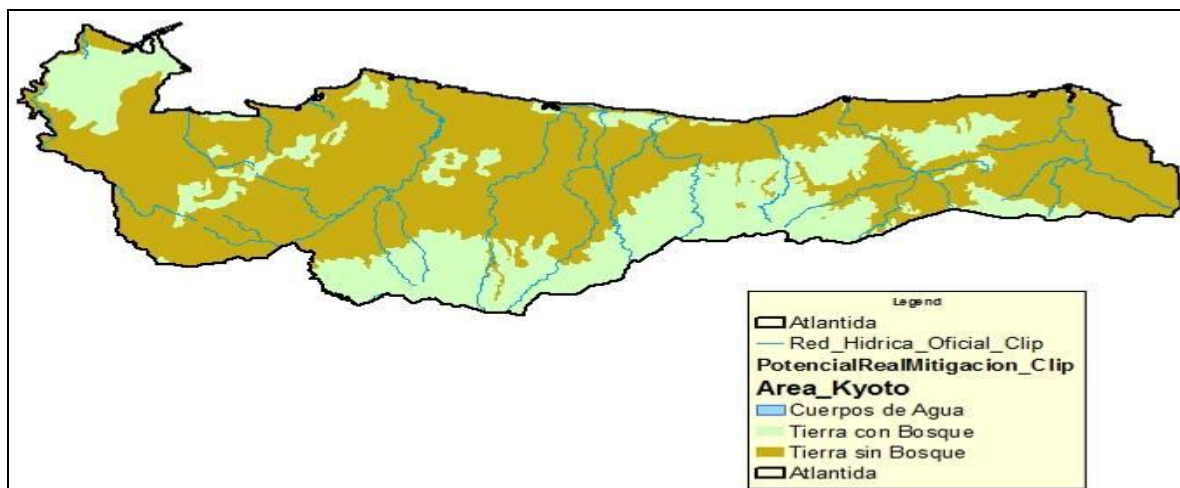 Legend
Atlantida
Red_Hidrica_Oficial_Clip
PotencialRealMitigacion_Clip
Area_Kyoto
Cuerpos de Agua
Tierra con Bosque
Tierra sin Bosque
Atlantida